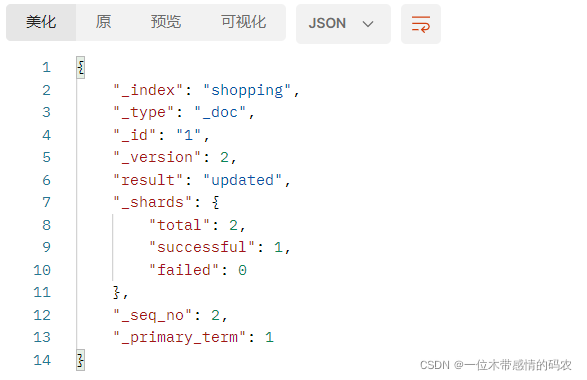 美化 原 预览 可视化 JSON
1 {
2 "_index": "shopping",
3 "_type": "_doc",
4 "_id": "1",
5 "_version": 2,
6 "result": "updated",
7 "_shards": {
8 "total": 2,
9 "successful": 1,
10 "failed": 0
11 },
12 "_seq_no": 2,
13 "_primary_term": 1
14 }
CSDN @一位木带感情的码农